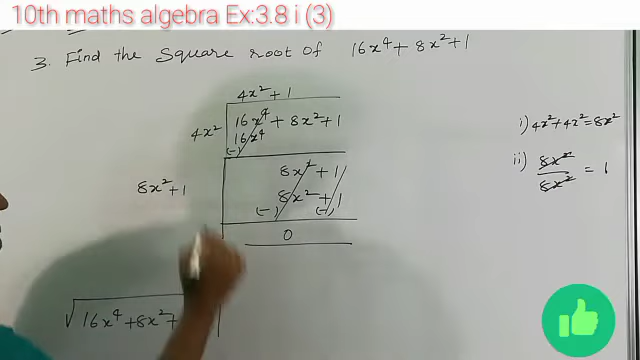 10th maths algebra Ex:3.8 i (3)
3. Find the Square root of 16x⁴ + 8x² + 1
4x² + 1
4x² 16x⁴ + 8x² + 1
16x⁴
(-)
8x² + 1 8x² + 1
8x² + 1
(-) (-)
0
√16x⁴ + 8x² +
i) 4x² + 4x² = 8x²
ii) 8x²/8x² = 1